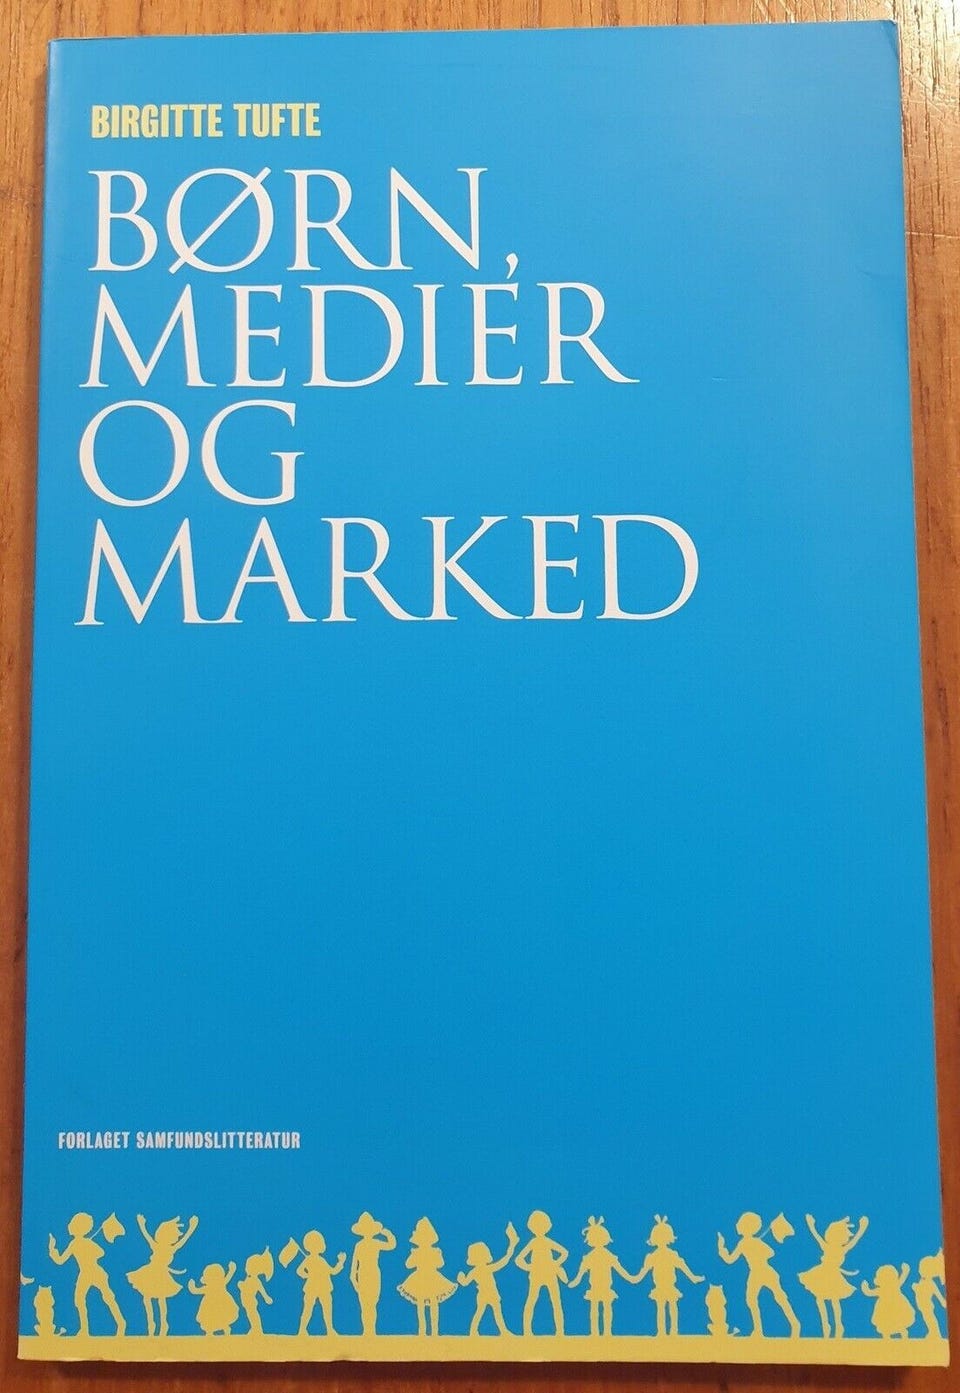 BIRGITTE TUFTE
BØRN,
MEDIER
OG
MARKED
FORLAGET SAMFUNDSLITTERATUR